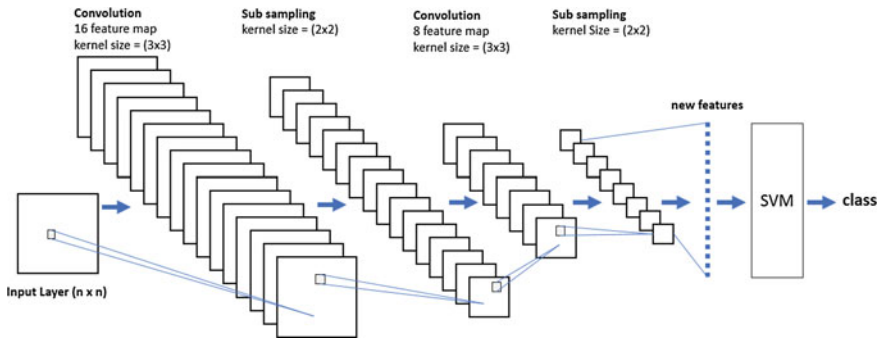 Convolution
16 feature map
kernel size = (3x3)
Sub sampling
kernel size = (2x2)
Convolution
8 feature map
kernel size = (3x3)
Sub sampling
kernel Size = (2x2)
new features
SVM
class
Input Layer (n x n)